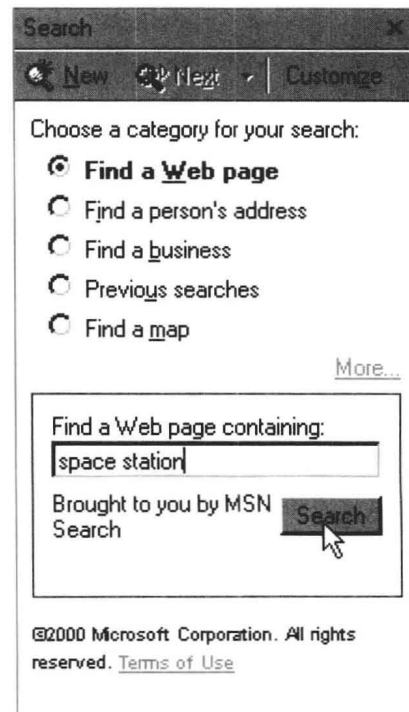 Search
New Next Customize
Choose a category for your search:
Find a Web page
Find a person's address
Find a business
Previous searches
Find a map
More...
Find a Web page containing:
space station
Brought to you by MSN
Search
Search
©2000 Microsoft Corporation. All rights
reserved. Terms of Use